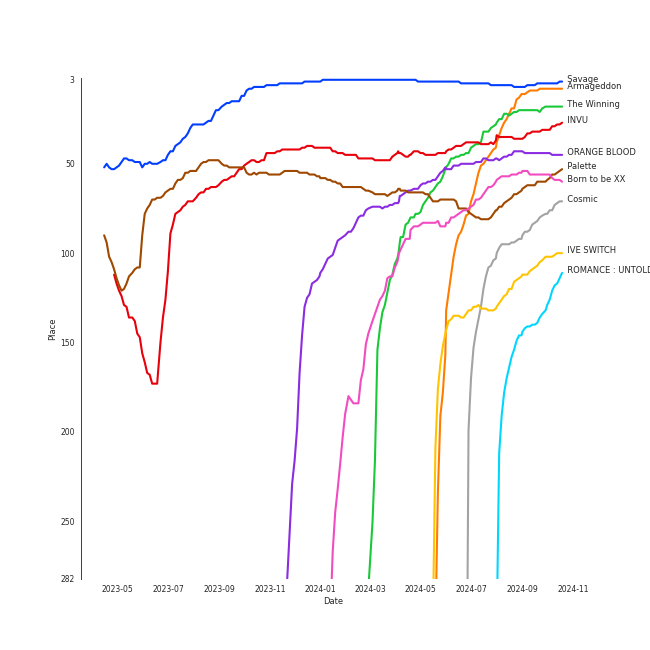 3
Savage
Armageddon
The Winning
INVU
ORANGE BLOOD
50
Palette
Born to be XX
Cosmic
IVE SWITCH
100
ROMANCE : UNTOLD
150
Place
200
250
282
2023-05 2023-07 2023-09 2023-11 2024-01 2024-03 2024-05 2024-07 2024-09 2024-11
Date